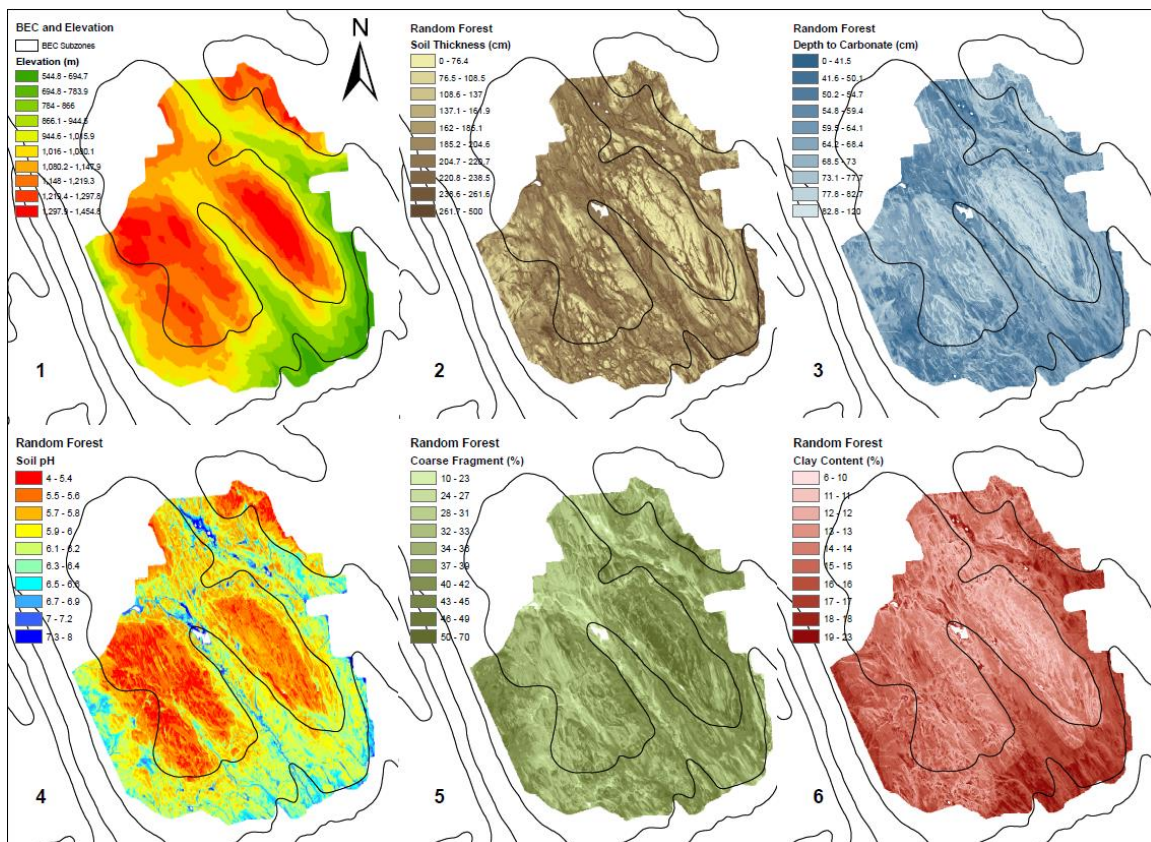 BEC and Elevation
BEC Subzones
Elevation (m)
544.8 - 694.7
694.8 - 783.9
784 - 866
866.1 - 944.5
944.6 - 1,015.9
1,016 - 1,080.1
1,080.2 - 1,147.9
1,148 - 1,219.3
1,219.4 - 1,297.8
1,297.9 - 1,454.8
N
1
Random Forest
Soil Thickness (cm)
0 - 76.4
76.5 - 108.5
108.6 - 137
137.1 - 161.9
162 - 185.1
185.2 - 204.6
204.7 - 220.7
220.8 - 238.5
238.6 - 261.6
261.7 - 500
2
Random Forest
Depth to Carbonate (cm)
0 - 41.5
41.6 - 50.1
50.2 - 54.7
54.8 - 59.4
59.5 - 64.1
64.2 - 68.4
68.5 - 73
73.1 - 77.7
77.8 - 82.7
82.8 - 120
3
Random Forest
Soil pH
4 - 5.4
5.5 - 5.6
5.7 - 5.8
5.9 - 6
6.1 - 6.2
6.3 - 6.4
6.5 - 6.6
6.7 - 6.9
7 - 7.2
7.3 - 8
4
Random Forest
Coarse Fragment (%)
10 - 23
24 - 27
28 - 31
32 - 33
34 - 36
37 - 39
40 - 42
43 - 45
46 - 49
50 - 70
5
Random Forest
Clay Content (%)
6 - 10
11 - 11
12 - 12
13 - 13
14 - 14
15 - 15
16 - 16
17 - 17
18 - 18
19 - 23
6